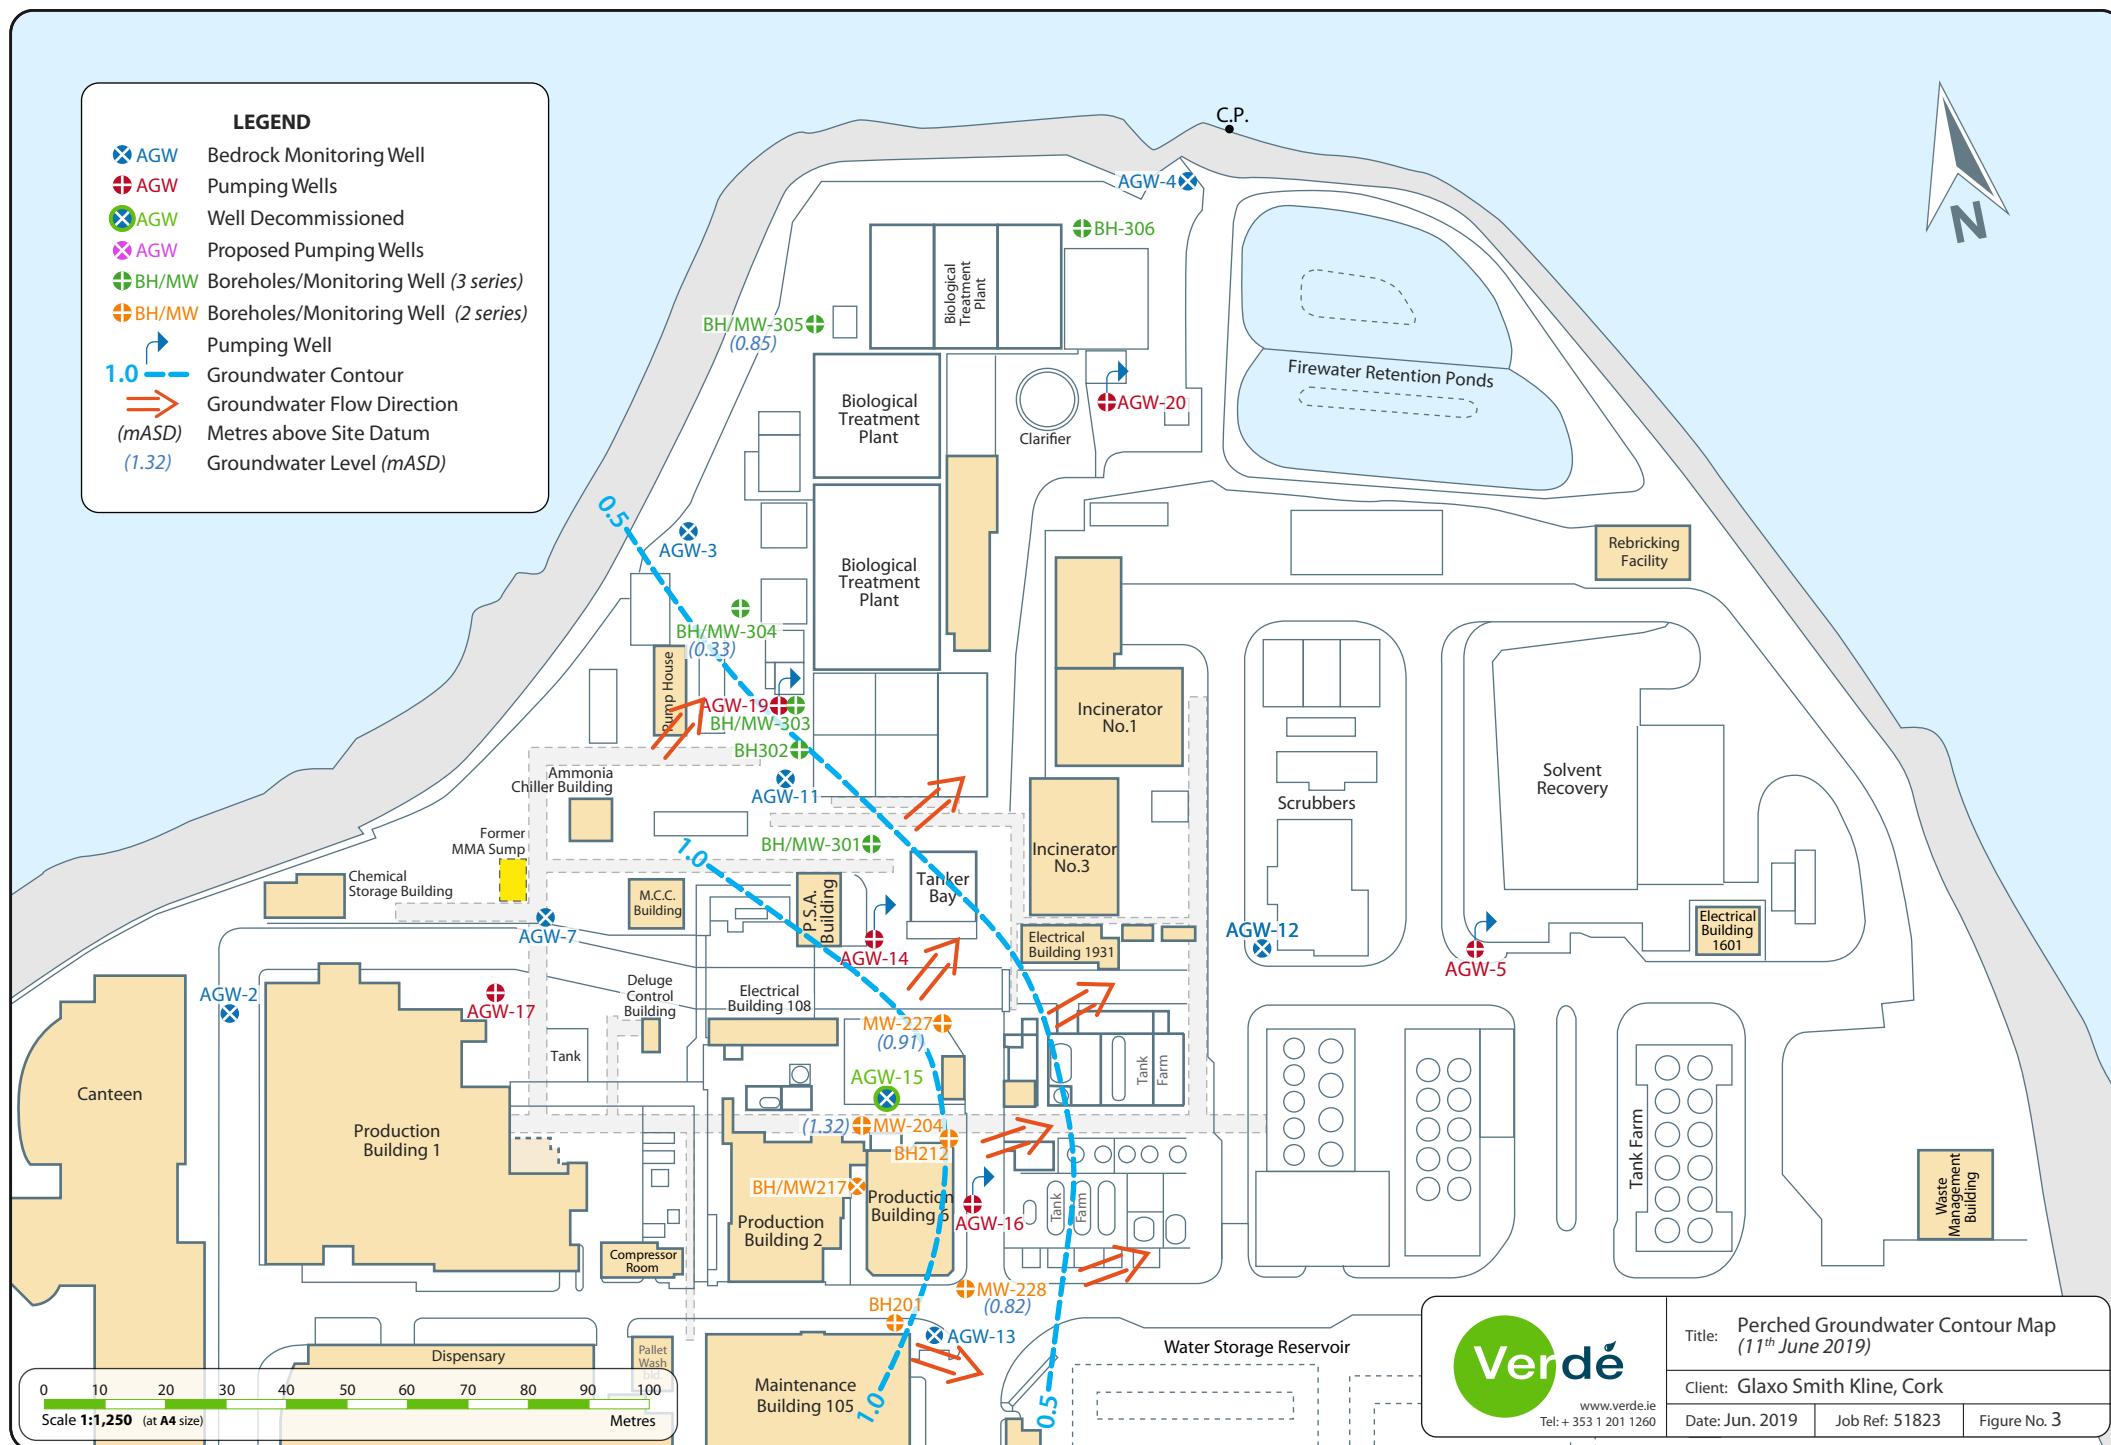 LEGEND
AGW Bedrock Monitoring Well
AGW Pumping Wells
AGW Well Decommissioned
AGW Proposed Pumping Wells
BH/MW Boreholes/Monitoring Well (3 series)
BH/MW Boreholes/Monitoring Well (2 series)
Pumping Well
1.0 Groundwater Contour
Groundwater Flow Direction
(mASD) Metres above Site Datum
(1.32) Groundwater Level (mASD)
C.P.
N
AGW-4
BH-306
Biological
Treatment
Plant
BH/MW-305
(0.85)
Firewater Retention Ponds
Biological
Treatment
Plant
AGW-20
Clarifier
0.5
AGW-3
Rebricking
Facility
Biological
Treatment
Plant
BH/MW-304
(0.33)
Pump House
AGW-19
BH/MW-303
BH302
Incinerator
No.1
AGW-11
Ammonia
Chiller Building
Solvent
Recovery
Scrubbers
Former
MMA Sump
1.0
BH/MW-301
Incinerator
No.3
Chemical
Storage Building
M.C.C.
Building
P.S.A.
Building
Tanker
Bay
AGW-7
AGW-14
Electrical
Building 1931
AGW-12
AGW-5
Electrical
Building
1601
AGW-2
AGW-17
Deluge
Control
Building
Electrical
Building 108
MW-227
(0.91)
Tank
Tank
Farm
AGW-15
Canteen
Production
Building 1
(1.32) MW-204
BH212
Tank Farm
BH/MW217
Production
Building 6
AGW-16
Tank
Farm
Waste
Management
Building
Production
Building 2
Compressor
Room
MW-228
(0.82)
BH201
AGW-13
Water Storage Reservoir
Dispensary
Pallet
Wash
bld.
Maintenance
Building 105
1.0
0.5
0 10 20 30 40 50 60 70 80 90 100
Scale 1:1,250 (at A4 size) Metres
Verdé
www.verde.ie
Tel: + 353 1 201 1260
Title: Perched Groundwater Contour Map
(11th June 2019)
Client: Glaxo Smith Kline, Cork
Date: Jun. 2019 Job Ref: 51823 Figure No. 3